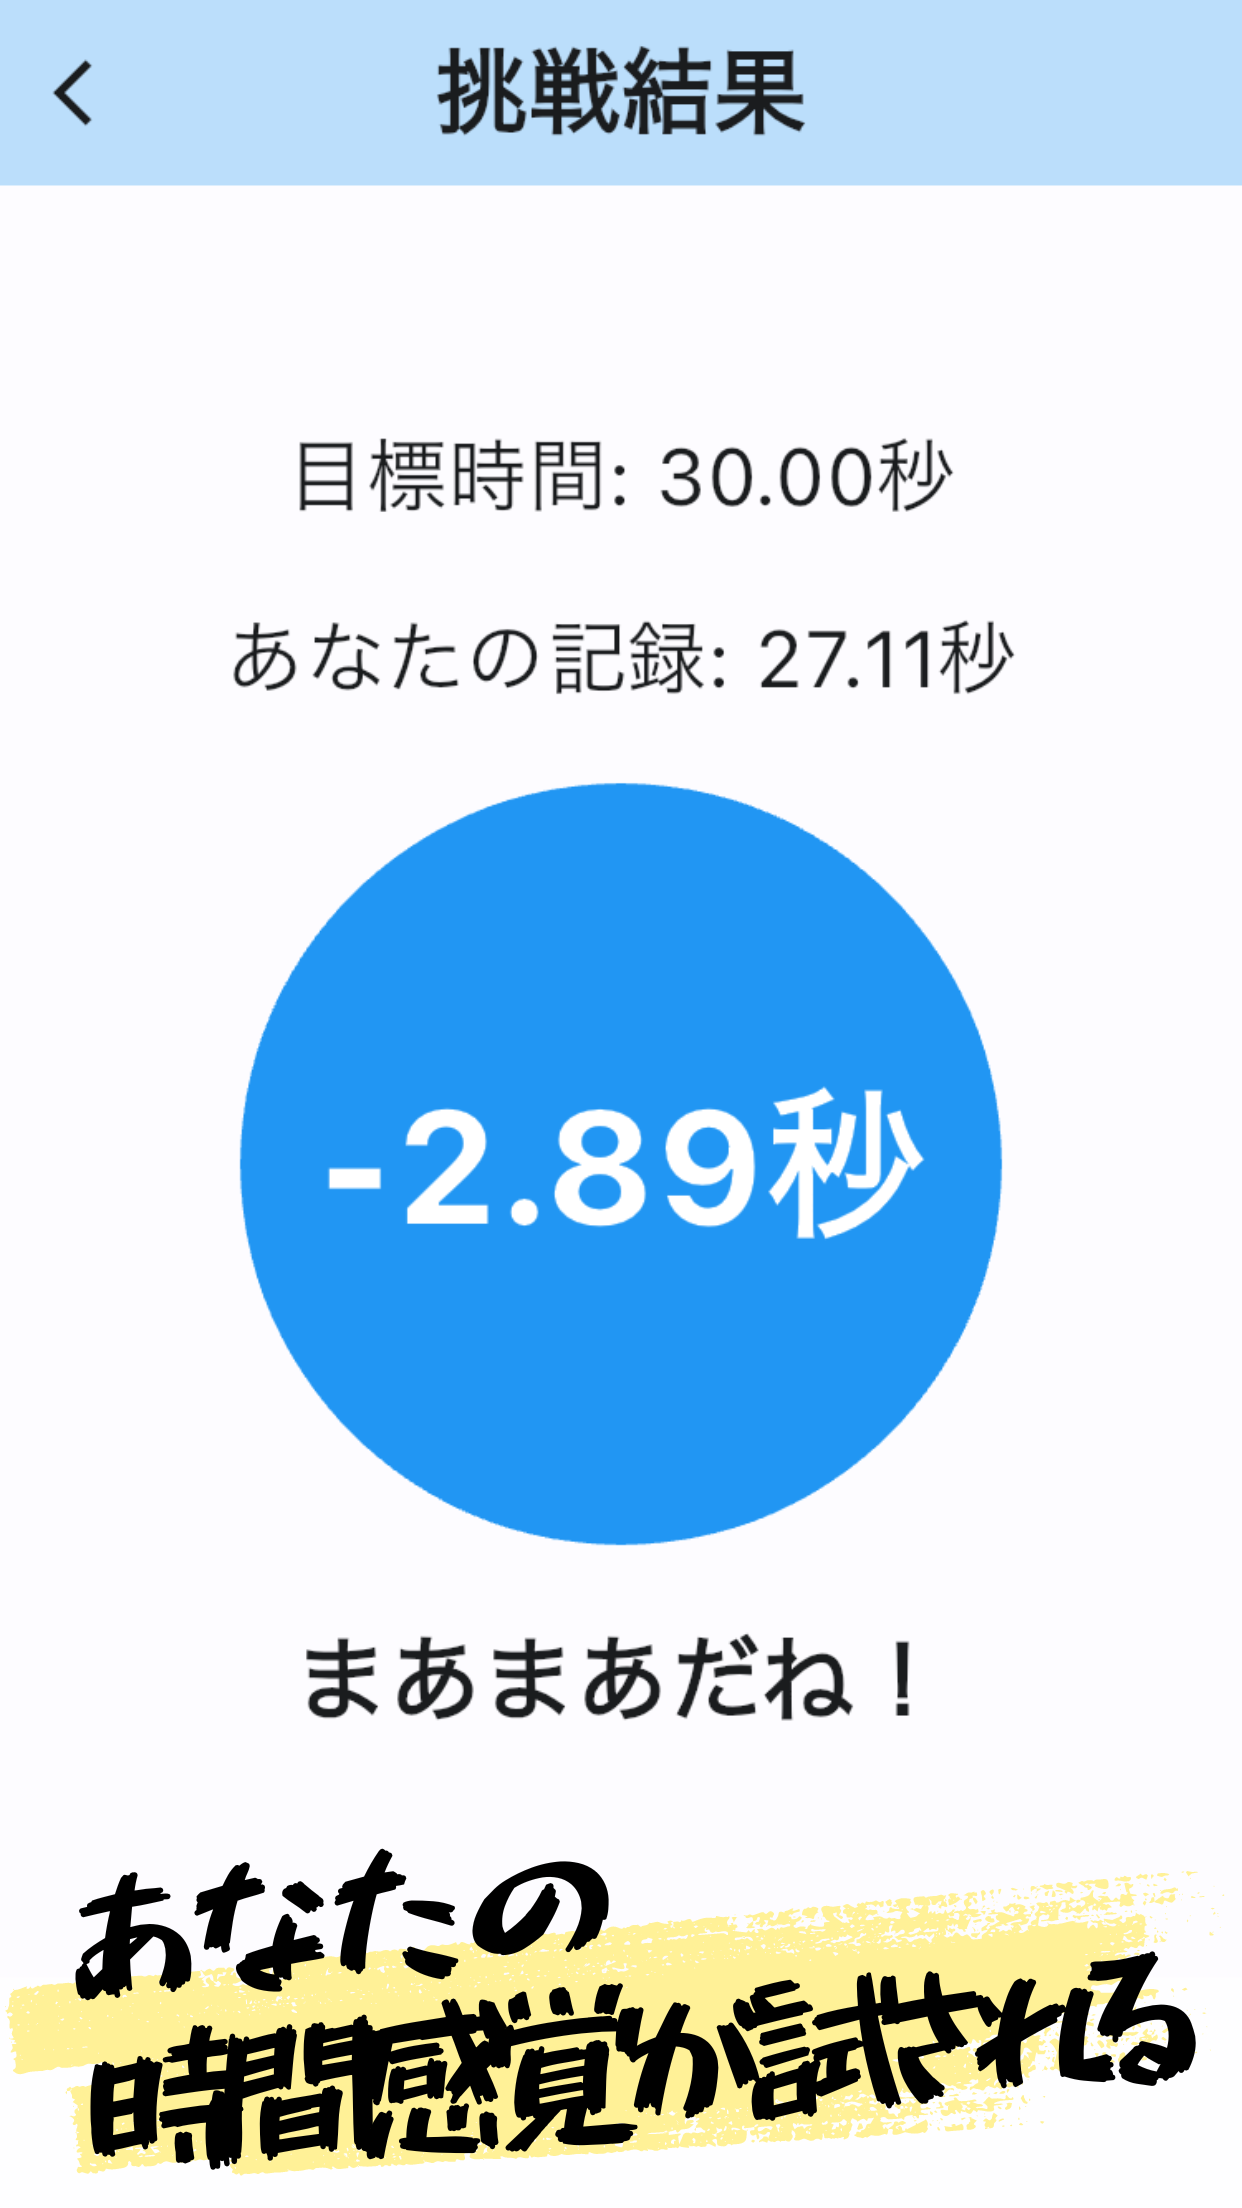 挑戦結果
目標時間: 30.00秒
あなたの記録: 27.11秒
-2.89秒
まあまあだね！
あなたの
時間感覚が試される